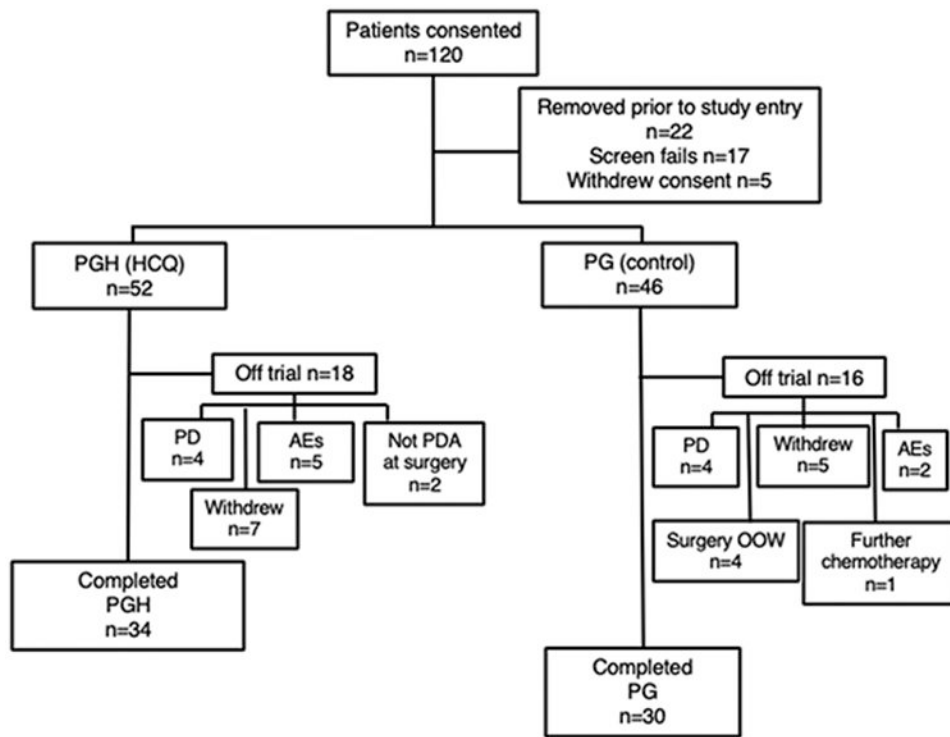 Patients consented
n=120
Removed prior to study entry
n=22
Screen fails n=17
Withdrew consent n=5
PGH (HCQ)
n=52
PG (control)
n=46
Off trial n=18
PD
n=4
AEs
n=5
Not PDA
at surgery
n=2
Withdrew
n=7
Off trial n=16
PD
n=4
Withdrew
n=5
AEs
n=2
Surgery OOW
n=4
Further
chemotherapy
n=1
Completed
PGH
n=34
Completed
PG
n=30